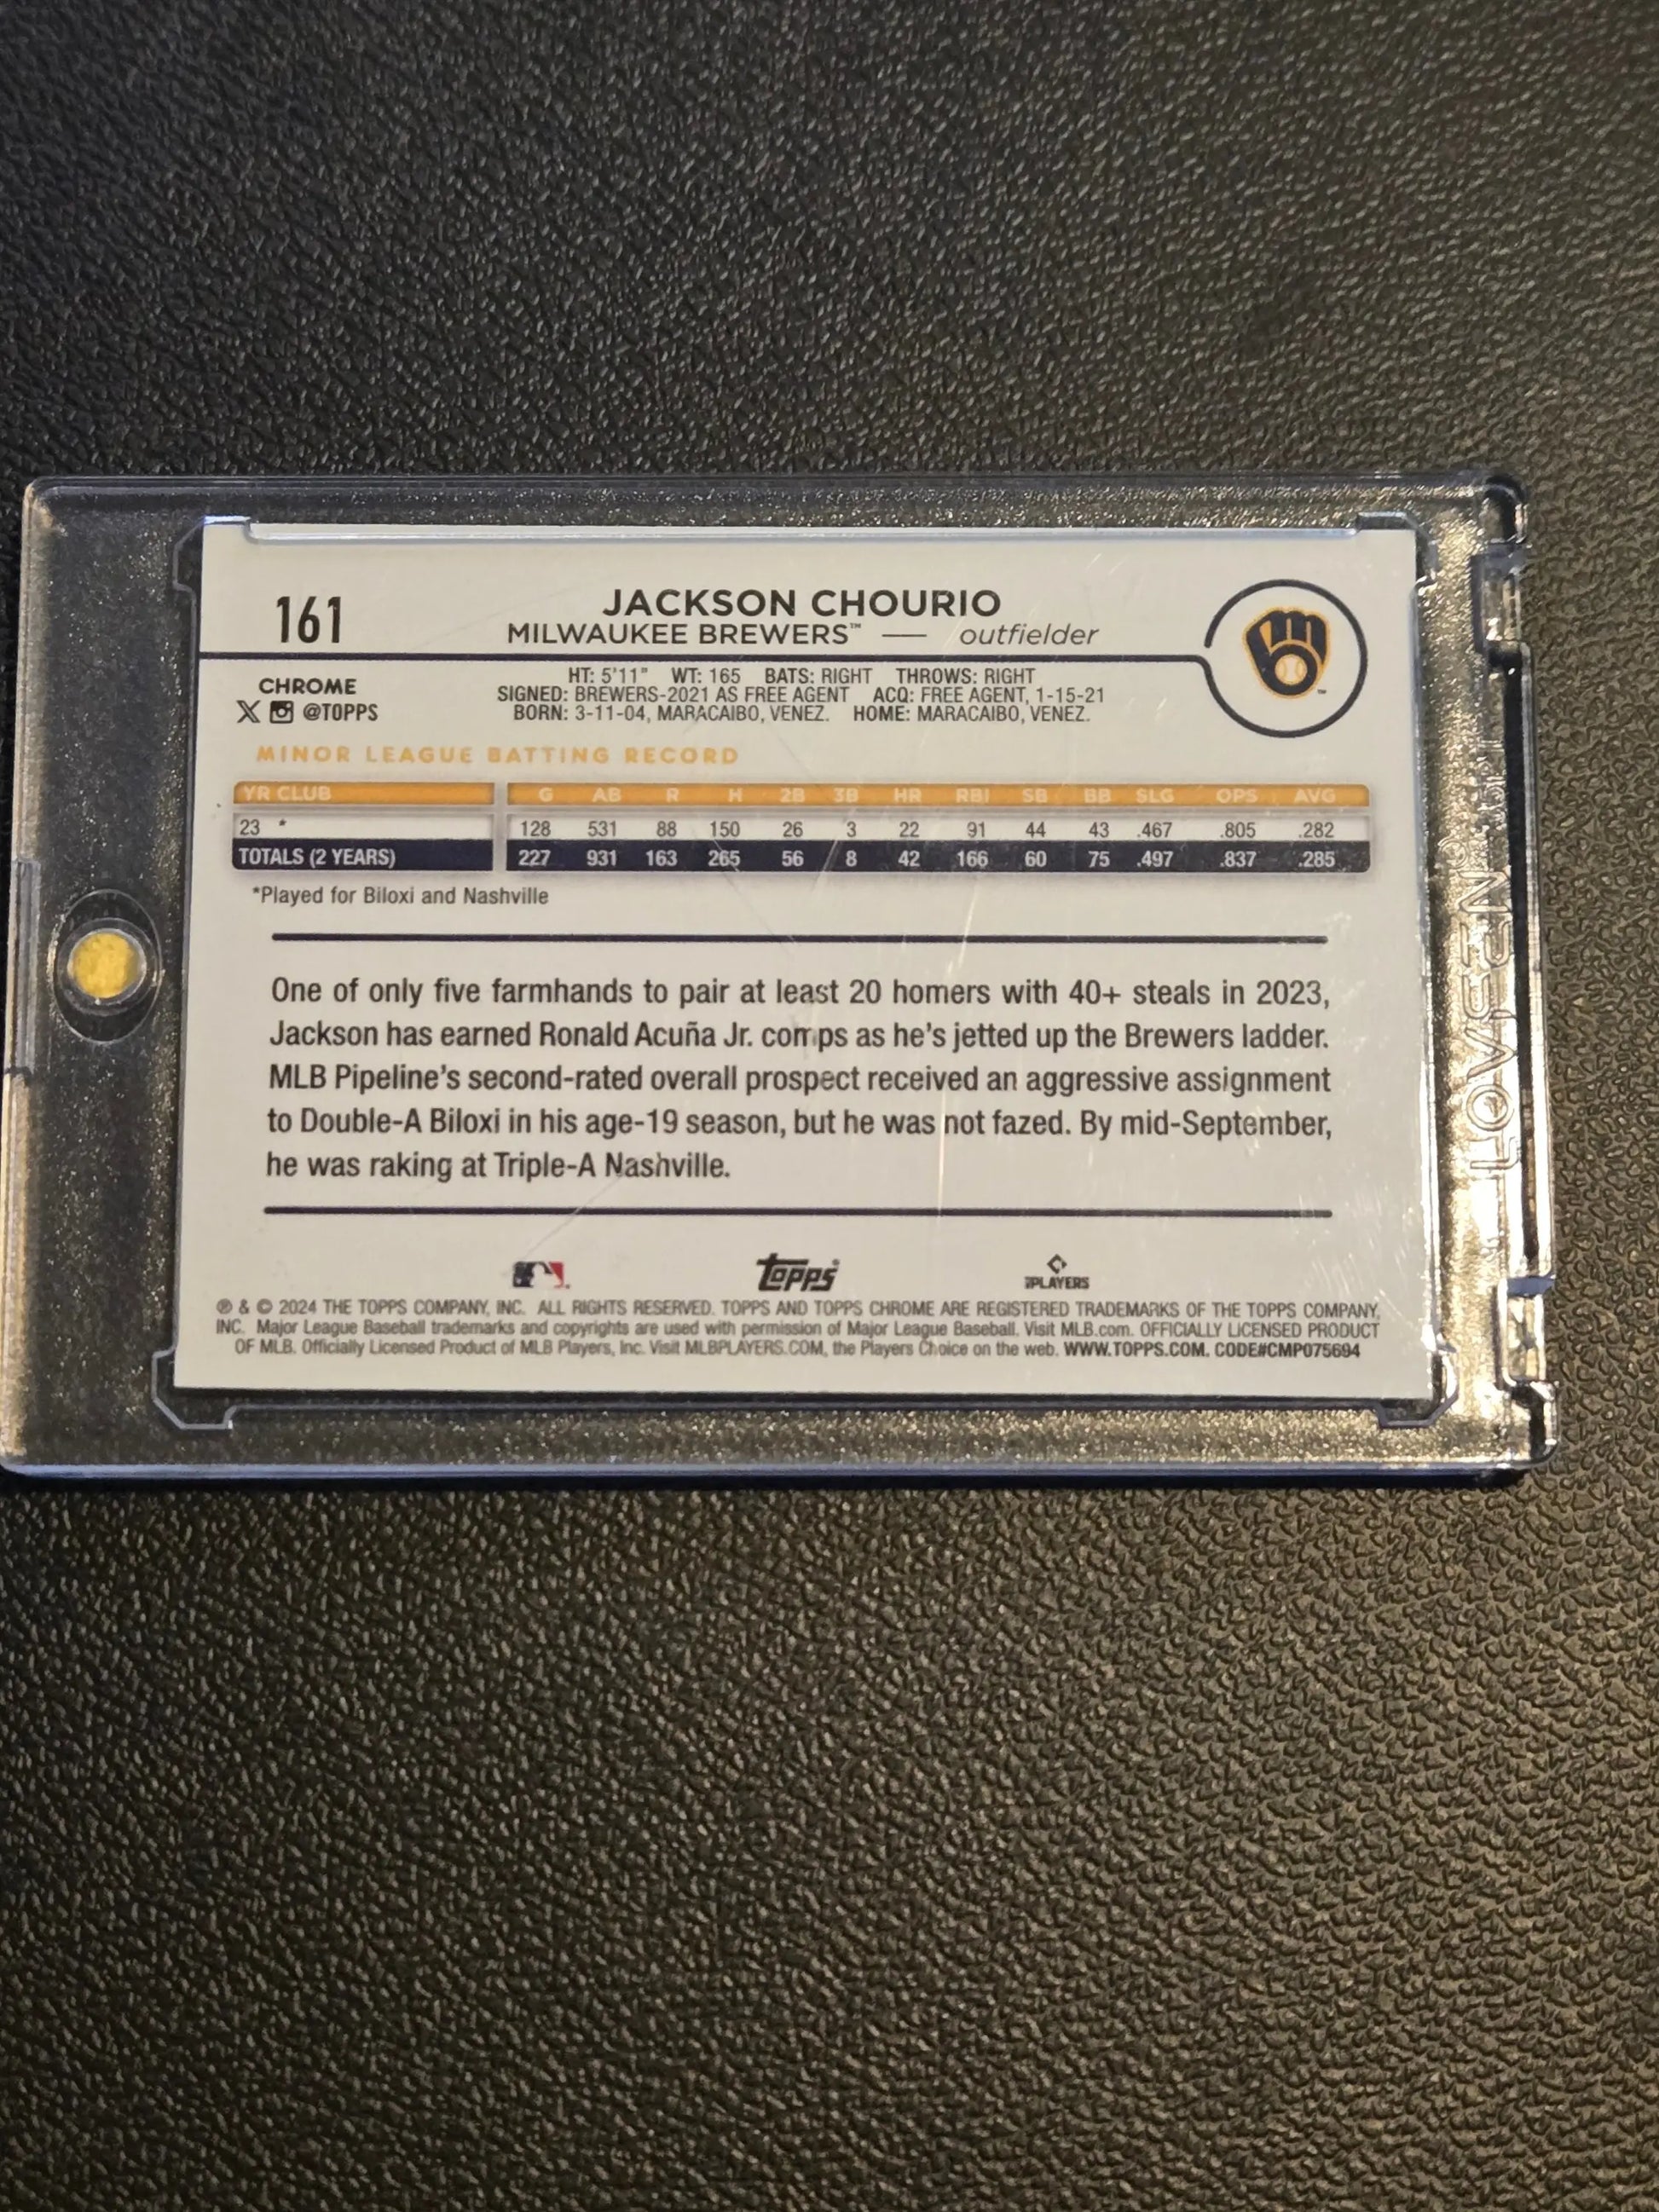 161
JACKSON CHOURIO
MILWAUKEE BREWERS™ — outfielder
CHROME
@TOPPS
HT: 5'11" WT: 165 BATS: RIGHT THROWS: RIGHT
SIGNED: BREWERS-2021 AS FREE AGENT ACQ: FREE AGENT, 1-15-21
BORN: 3-11-04, MARACAIBO, VENEZ. HOME: MARACAIBO, VENEZ.
MINOR LEAGUE BATTING RECORD
YR CLUB G AB R H 2B 3B HR RBI SB BB SLG OPS AVG
23 * 128 531 88 150 26 3 22 91 44 43 .467 .805 .282
TOTALS (2 YEARS) 227 931 163 265 56 8 42 166 60 75 .497 .837 .285
*Played for Biloxi and Nashville
One of only five farmhands to pair at least 20 homers with 40+ steals in 2023,
Jackson has earned Ronald Acuña Jr. comps as he's jetted up the Brewers ladder.
MLB Pipeline's second-rated overall prospect received an aggressive assignment
to Double-A Biloxi in his age-19 season, but he was not fazed. By mid-September,
he was raking at Triple-A Nashville.
Topps
PLAYERS
℗ & © 2024 THE TOPPS COMPANY, INC. ALL RIGHTS RESERVED. TOPPS AND TOPPS CHROME ARE REGISTERED TRADEMARKS OF THE TOPPS COMPANY,
INC. Major League Baseball trademarks and copyrights are used with permission of Major League Baseball. Visit MLB.com. OFFICIALLY LICENSED PRODUCT
OF MLB. Officially Licensed Product of MLB Players, Inc. Visit MLBPLAYERS.COM, the Players Choice on the web. WWW.TOPPS.COM. CODE#CMP075694